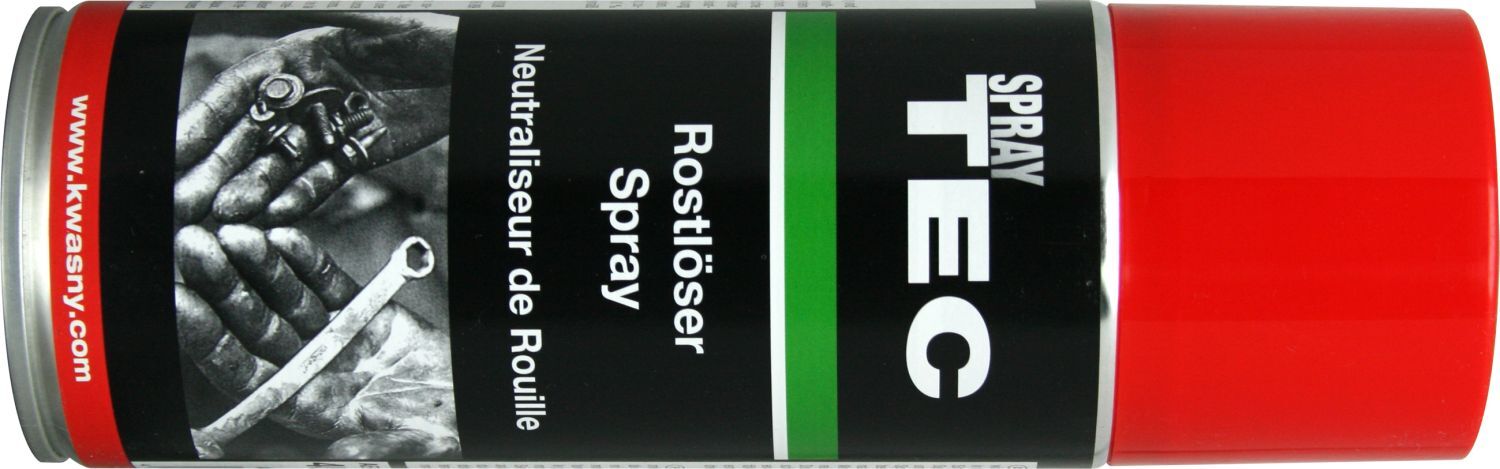 SPRAY
TEC
Rostlöser
Spray
Neutraliseur de Rouille
www.kwasny.com